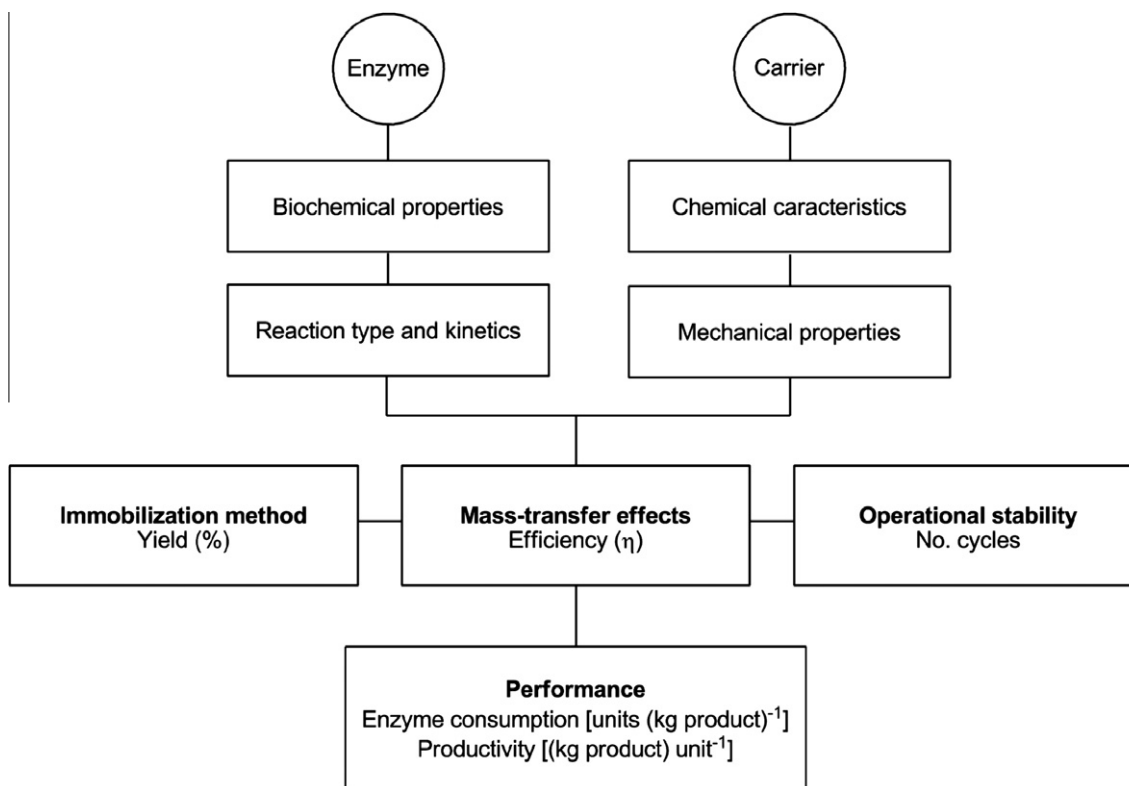 Enzyme
Carrier
Biochemical properties
Chemical caracteristics
Reaction type and kinetics
Mechanical properties
Immobilization method
Yield (%)
Mass-transfer effects
Efficiency (η)
Operational stability
No. cycles
Performance
Enzyme consumption [units (kg product)⁻¹]
Productivity [(kg product) unit⁻¹]